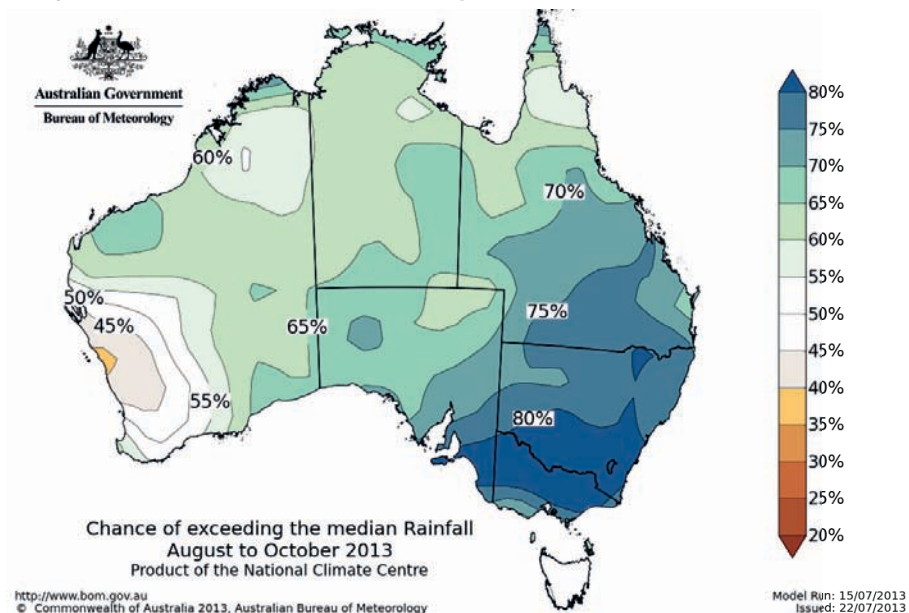 Australian Government
Bureau of Meteorology
60%
70%
50%
45%
65%
75%
55%
80%
80%
75%
70%
65%
60%
55%
50%
45%
40%
35%
30%
25%
20%
Chance of exceeding the median Rainfall
August to October 2013
Product of the National Climate Centre
http://www.bom.gov.au
© Commonwealth of Australia 2013, Australian Bureau of Meteorology
Model Run: 15/07/2013
Issued: 22/07/2013